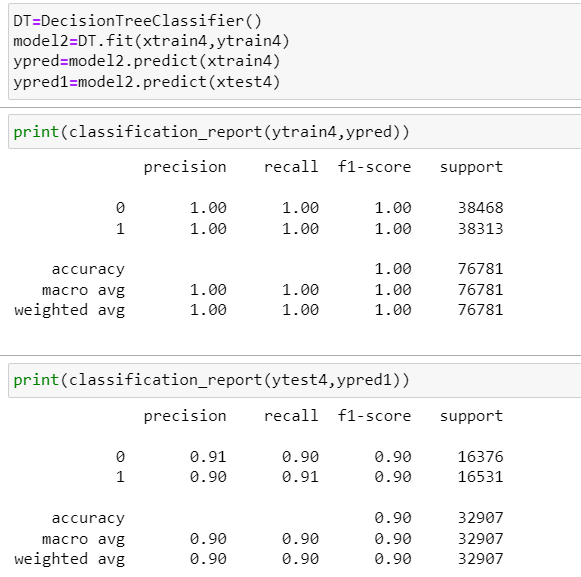 DT=DecisionTreeClassifier()
model2=DT.fit(xtrain4,ytrain4)
ypred=model2.predict(xtrain4)
ypred1=model2.predict(xtest4)
print(classification_report(ytrain4,ypred))
precision recall f1-score support
0 1.00 1.00 1.00 38468
1 1.00 1.00 1.00 38313
accuracy 1.00 76781
macro avg 1.00 1.00 1.00 76781
weighted avg 1.00 1.00 1.00 76781
print(classification_report(ytest4,ypred1))
precision recall f1-score support
0 0.91 0.90 0.90 16376
1 0.90 0.91 0.90 16531
accuracy 0.90 32907
macro avg 0.90 0.90 0.90 32907
weighted avg 0.90 0.90 0.90 32907